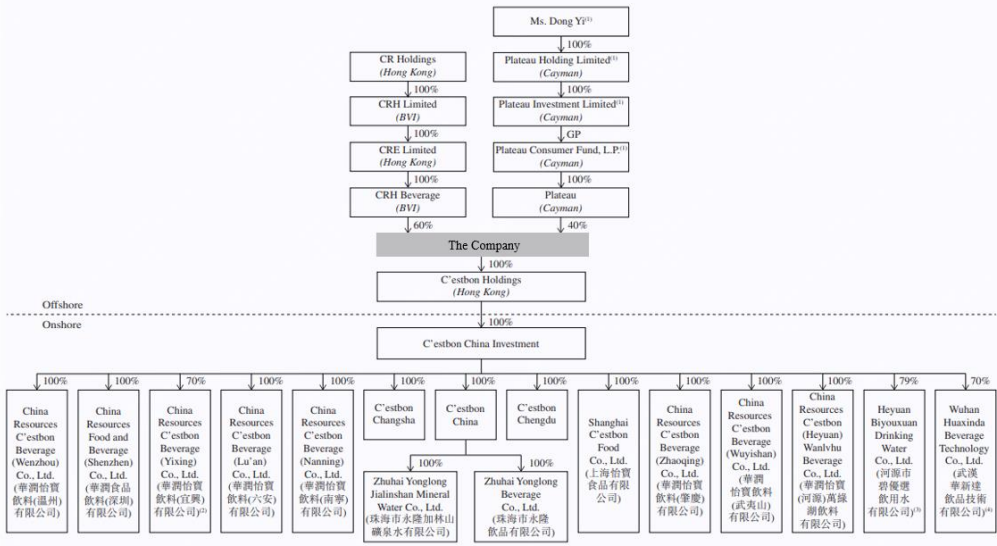 Ms. Dong Yi(1)
100%
CR Holdings
(Hong Kong)
Plateau Holding Limited(1)
(Cayman)
100%
100%
CRH Limited
(BVI)
Plateau Investment Limited(1)
(Cayman)
100%
GP
CRE Limited
(Hong Kong)
Plateau Consumer Fund, L.P.(1)
(Cayman)
100%
100%
CRH Beverage
(BVI)
Plateau
(Cayman)
60%
40%
The Company
100%
C'estbon Holdings
(Hong Kong)
Offshore
Onshore
100%
C'estbon China Investment
100%
China
Resources
C'estbon
Beverage
(Wenzhou)
Co., Ltd.
(華潤怡寶
飲料(溫州)
有限公司)
100%
China
Resources
Food and
Beverage
(Shenzhen)
Co., Ltd.
(華潤食品
飲料(深圳)
有限公司)
70%
China
Resources
C'estbon
Beverage
(Yixing)
Co., Ltd.
(華潤怡寶
飲料(宜興)
有限公司)(2)
100%
China
Resources
C'estbon
Beverage
(Lu'an)
Co., Ltd.
(華潤怡寶
飲料(六安)
有限公司)
100%
China
Resources
C'estbon
Beverage
(Nanning)
Co., Ltd.
(華潤怡寶
飲料(南寧)
有限公司)
100%
C'estbon
Changsha
100%
C'estbon
China
100%
C'estbon
Chengdu
100%
Zhuhai Yonglong
Jialinshan Mineral
Water Co., Ltd.
(珠海市永隆加林山
礦泉水有限公司)
100%
Zhuhai Yonglong
Beverage
Co., Ltd.
(珠海市永隆
飲品有限公司)
100%
Shanghai
C'estbon
Food
Co., Ltd.
(上海怡寶
食品有限
公司)
100%
China
Resources
C'estbon
Beverage
(Zhaoqing)
Co., Ltd.
(華潤怡寶
飲料(肇慶)
有限公司)
100%
China
Resources
C'estbon
Beverage
(Wuyishan)
Co., Ltd.
(華潤
怡寶飲料
(武夷山)
有限公司)
100%
China
Resources
C'estbon
(Heyuan)
Wanlvhu
Beverage
Co., Ltd.
(華潤怡寶
(河源)萬綠
湖飲料
有限公司)
79%
Heyuan
Biyouxuan
Drinking
Water
Co., Ltd.
(河源市
碧優選
飲用水
有限公司)(3)
70%
Wuhan
Huaxinda
Beverage
Technology
Co., Ltd.
(武漢
華新達
飲品技術
有限公司)(4)